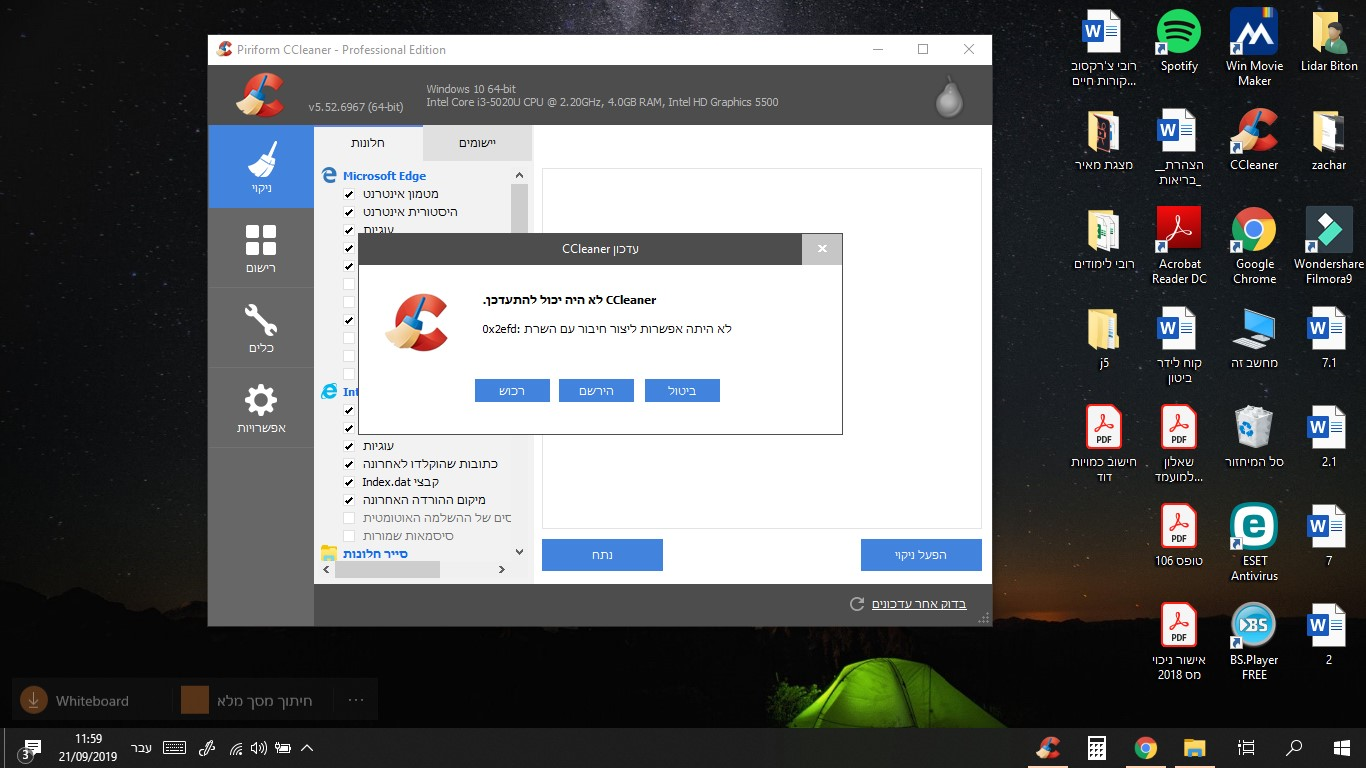 Piriform CCleaner - Professional Edition
v5.52.6967 (64-bit)
Windows 10 64-bit
Intel Core i3-5020U CPU @ 2.20GHz, 4.0GB RAM, Intel HD Graphics 5500
ניקוי
רישום
כלים
אפשרויות
חלונות
יישומים
Microsoft Edge
מטמון אינטרנט
היסטורית אינטרנט
עוגיות
Int
עוגיות
כתובות שהוקלדו לאחרונה
קבצי Index.dat
מיקום ההורדה האחרונה
סים של ההשלמה האוטומטית
סיסמאות שמורות
סייר חלונות
עדכון CCleaner
CCleaner לא היה יכול להתעדכן.
לא היתה אפשרות ליצור חיבור עם השרת :0x2efd
רכוש
הירשם
ביטול
נתח
הפעל ניקוי
בדוק אחר עדכונים
רובי צ'רקסוב
קורות חיים...
Spotify
Win Movie
Maker
Lidar Biton
מצגת מאיר
הצהרת__
בריאות_
CCleaner
zachar
רובי לימודים
Acrobat
Reader DC
Google
Chrome
Wondershare
Filmora9
j5
קוח לידר
ביטון
מחשב זה
7.1
חישוב כמויות
דוד
שאלון
למועמד...
סל המיחזור
2.1
PDF
PDF
טופס 106
PDF
ESET
Antivirus
7
אישור ניכוי
מס 2018
PDF
BS.Player
FREE
BS
2
Whiteboard
חיתוך מסך מלא
3
11:59
21/09/2019
עבר